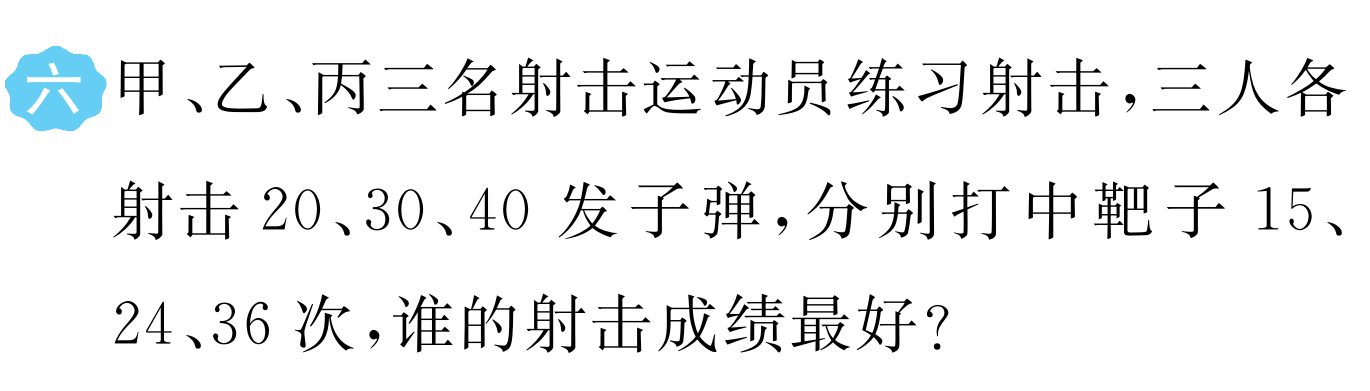 六 甲、乙、丙三名射击运动员练习射击,三人各
射击 20、30、40 发子弹,分别打中靶子 15、
24、36 次,谁的射击成绩最好?